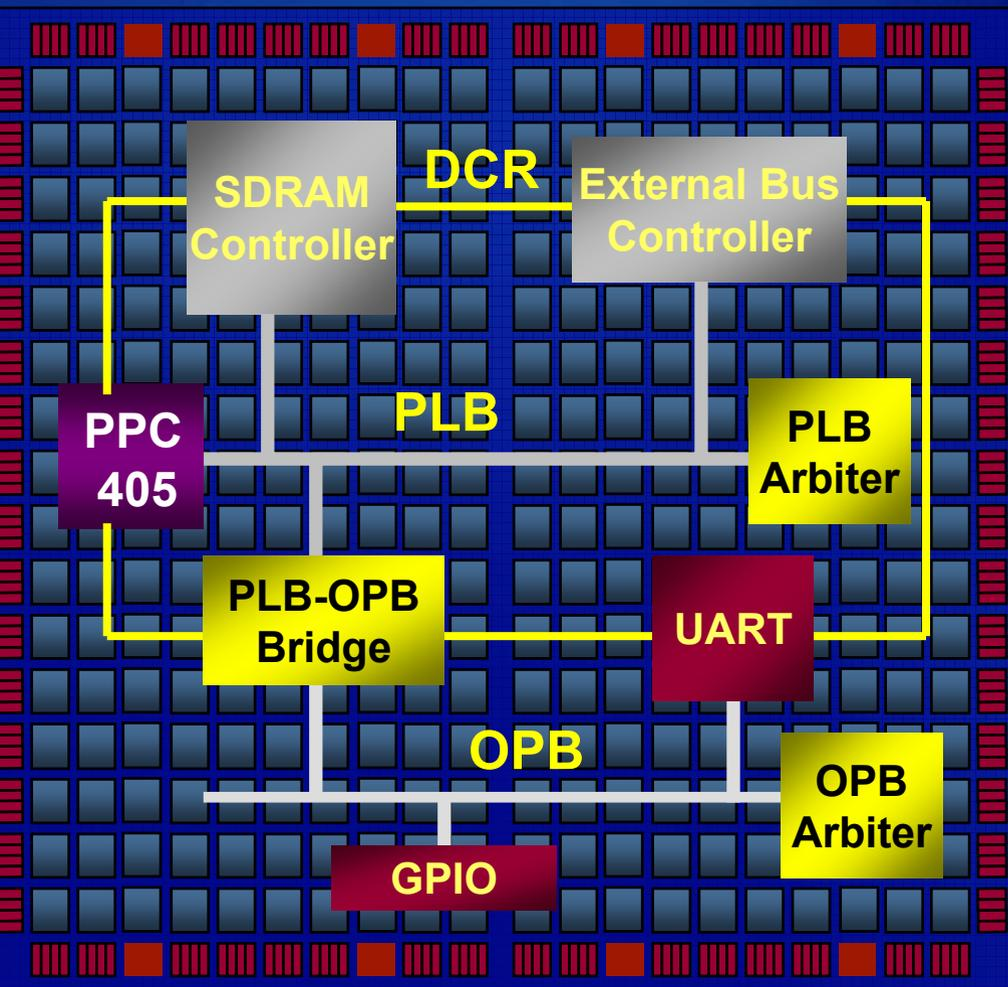 DCR
SDRAM
Controller
External Bus
Controller
PLB
PPC
405
PLB
Arbiter
PLB-OPB
Bridge
UART
OPB
OPB
Arbiter
GPIO